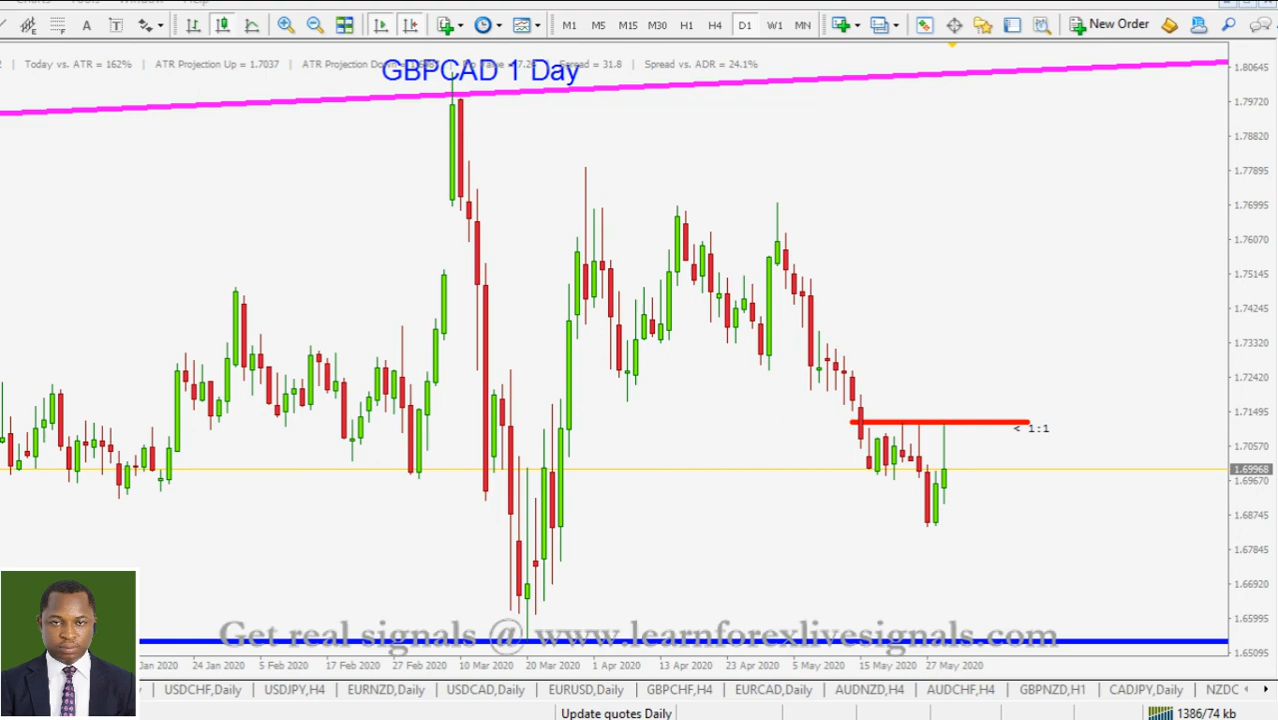 M1 M5 M15 M30 H1 H4 D1 W1 MN New Order
Today vs. ATR = 162% | ATR Projection Up = 1.7037 | ATR Projection | Spread = 31.8 | Spread vs. ADR = 24.1%
GBPCAD 1 Day
1.80645
1.79720
1.78820
1.77895
1.76995
1.76070
1.75145
1.74245
1.73320
1.72420
1.71495
< 1:1
1.70570
1.69968
1.69670
1.68745
1.67845
1.66920
1.65995
1.65095
Get real signals @ www.learnforexlivesignals.com
Jan 2020 24 Jan 2020 5 Feb 2020 17 Feb 2020 27 Feb 2020 10 Mar 2020 20 Mar 2020 1 Apr 2020 13 Apr 2020 23 Apr 2020 5 May 2020 15 May 2020 27 May 2020
USDCHF,Daily USDJPY,H4 EURNZD,Daily USDCAD,Daily EURUSD,Daily GBPCHF,H4 EURCAD,Daily AUDNZD,H4 AUDCHF,H4 GBPNZD,H1 CADJPY,Daily NZDC
Update quotes Daily 1386/74 kb